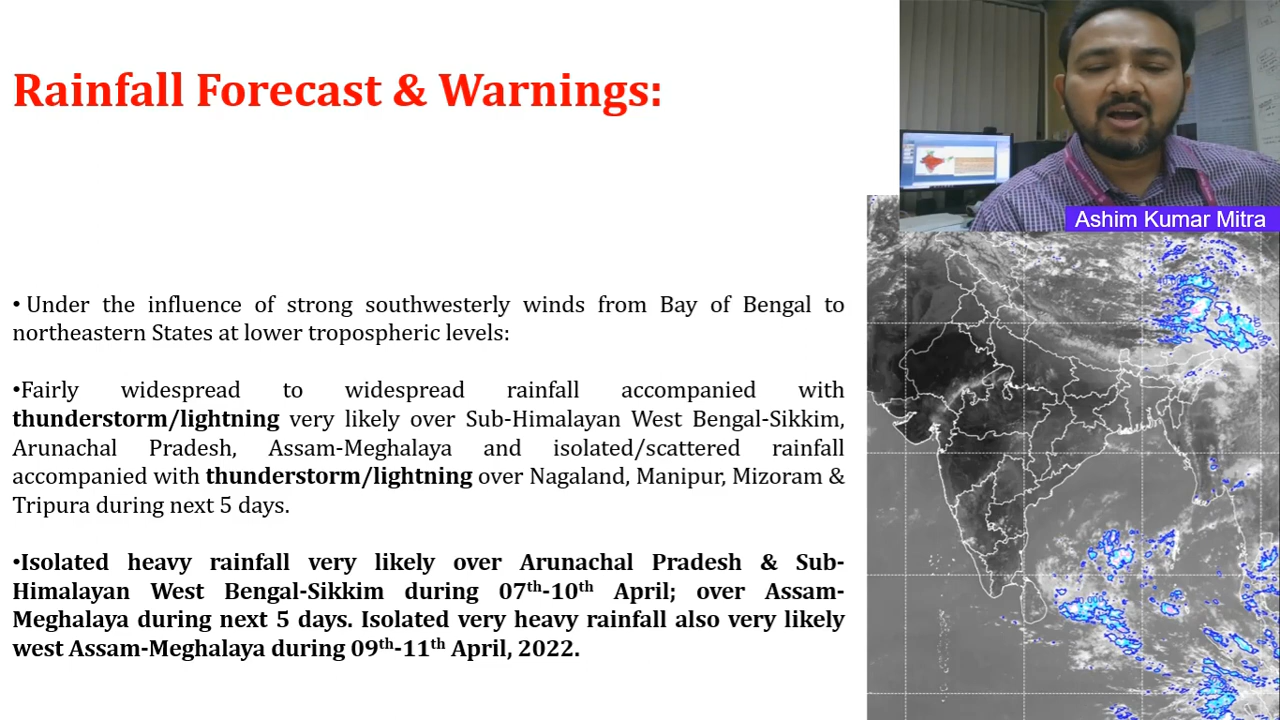 Rainfall Forecast & Warnings:
Ashim Kumar Mitra
• Under the influence of strong southwesterly winds from Bay of Bengal to
northeastern States at lower tropospheric levels:
•Fairly widespread to widespread rainfall accompanied with
thunderstorm/lightning very likely over Sub-Himalayan West Bengal-Sikkim,
Arunachal Pradesh, Assam-Meghalaya and isolated/scattered rainfall
accompanied with thunderstorm/lightning over Nagaland, Manipur, Mizoram &
Tripura during next 5 days.
•Isolated heavy rainfall very likely over Arunachal Pradesh & Sub-
Himalayan West Bengal-Sikkim during 07th-10th April; over Assam-
Meghalaya during next 5 days. Isolated very heavy rainfall also very likely
west Assam-Meghalaya during 09th-11th April, 2022.